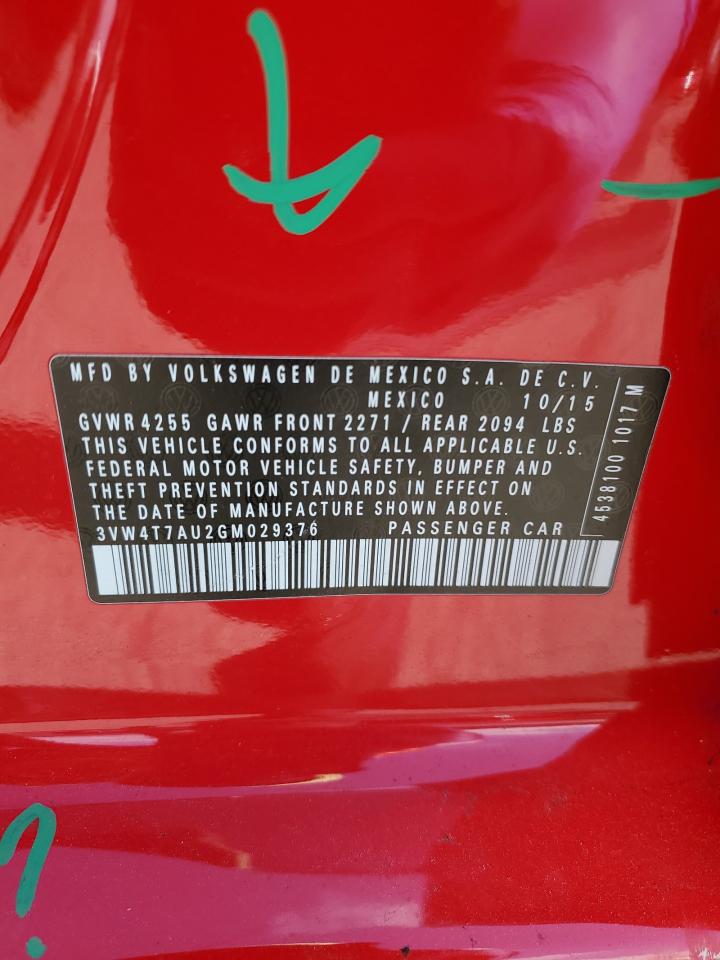 MFD BY VOLKSWAGEN DE MEXICO S.A. DE C.V.
MEXICO 10/15
GVWR 4255 GAWR FRONT 2271 / REAR 2094 LBS
THIS VEHICLE CONFORMS TO ALL APPLICABLE U.S.
FEDERAL MOTOR VEHICLE SAFETY, BUMPER AND
THEFT PREVENTION STANDARDS IN EFFECT ON
THE DATE OF MANUFACTURE SHOWN ABOVE.
3VW4T7AU2GM029376 PASSENGER CAR
4538100 1017 M
?